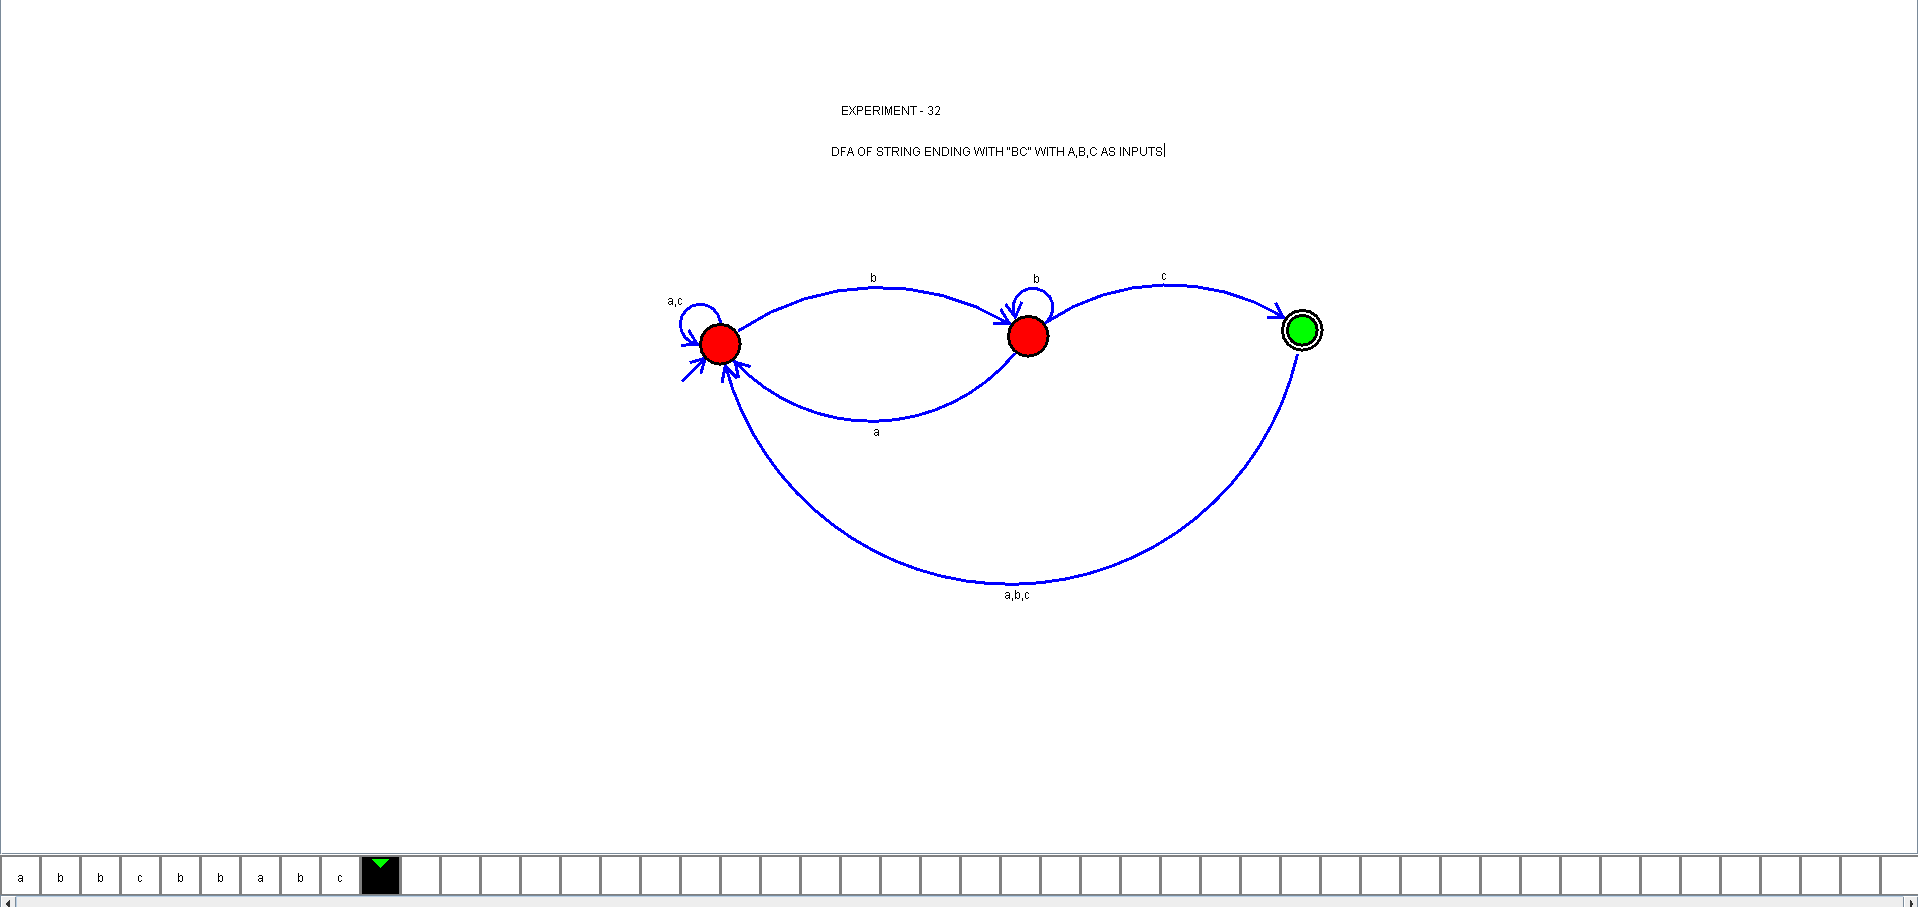 EXPERIMENT - 32
DFA OF STRING ENDING WITH "BC" WITH A,B,C AS INPUTS
b
b
c
a,c
a
a,b,c
a b b c b b a b c